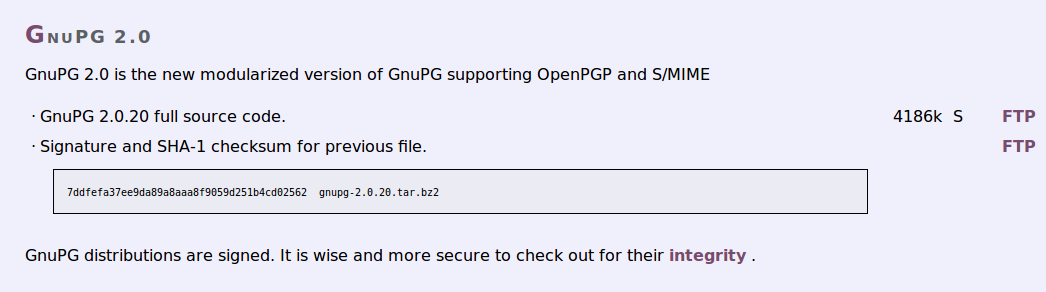 GnuPG 2.0
GnuPG 2.0 is the new modularized version of GnuPG supporting OpenPGP and S/MIME
· GnuPG 2.0.20 full source code. 4186k S FTP
· Signature and SHA-1 checksum for previous file. FTP
7ddfefa37ee9da89a8aaa8f9059d251b4cd02562 gnupg-2.0.20.tar.bz2
GnuPG distributions are signed. It is wise and more secure to check out for their integrity .